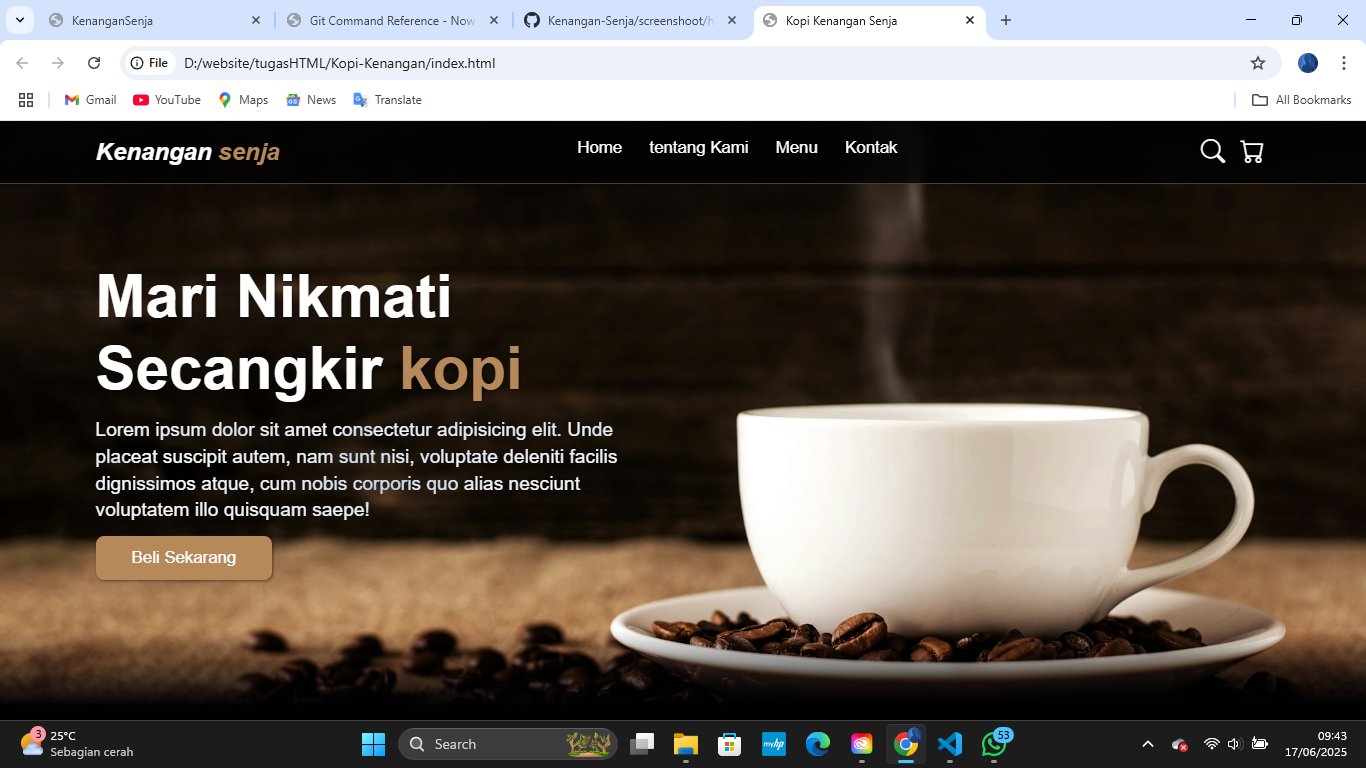 KenanganSenja
Git Command Reference - Now
Kenangan-Senja/screenshoot/h
Kopi Kenangan Senja
File
D:/website/tugasHTML/Kopi-Kenangan/index.html
Gmail
YouTube
Maps
News
Translate
All Bookmarks
Kenangan senja
Home
tentang Kami
Menu
Kontak
Mari Nikmati
Secangkir kopi
Lorem ipsum dolor sit amet consectetur adipisicing elit. Unde
placeat suscipit autem, nam sunt nisi, voluptate deleniti facilis
dignissimos atque, cum nobis corporis quo alias nesciunt
voluptatem illo quisquam saepe!
Beli Sekarang
3
25°C
Sebagian cerah
Search
myhp
53
09:43
17/06/2025